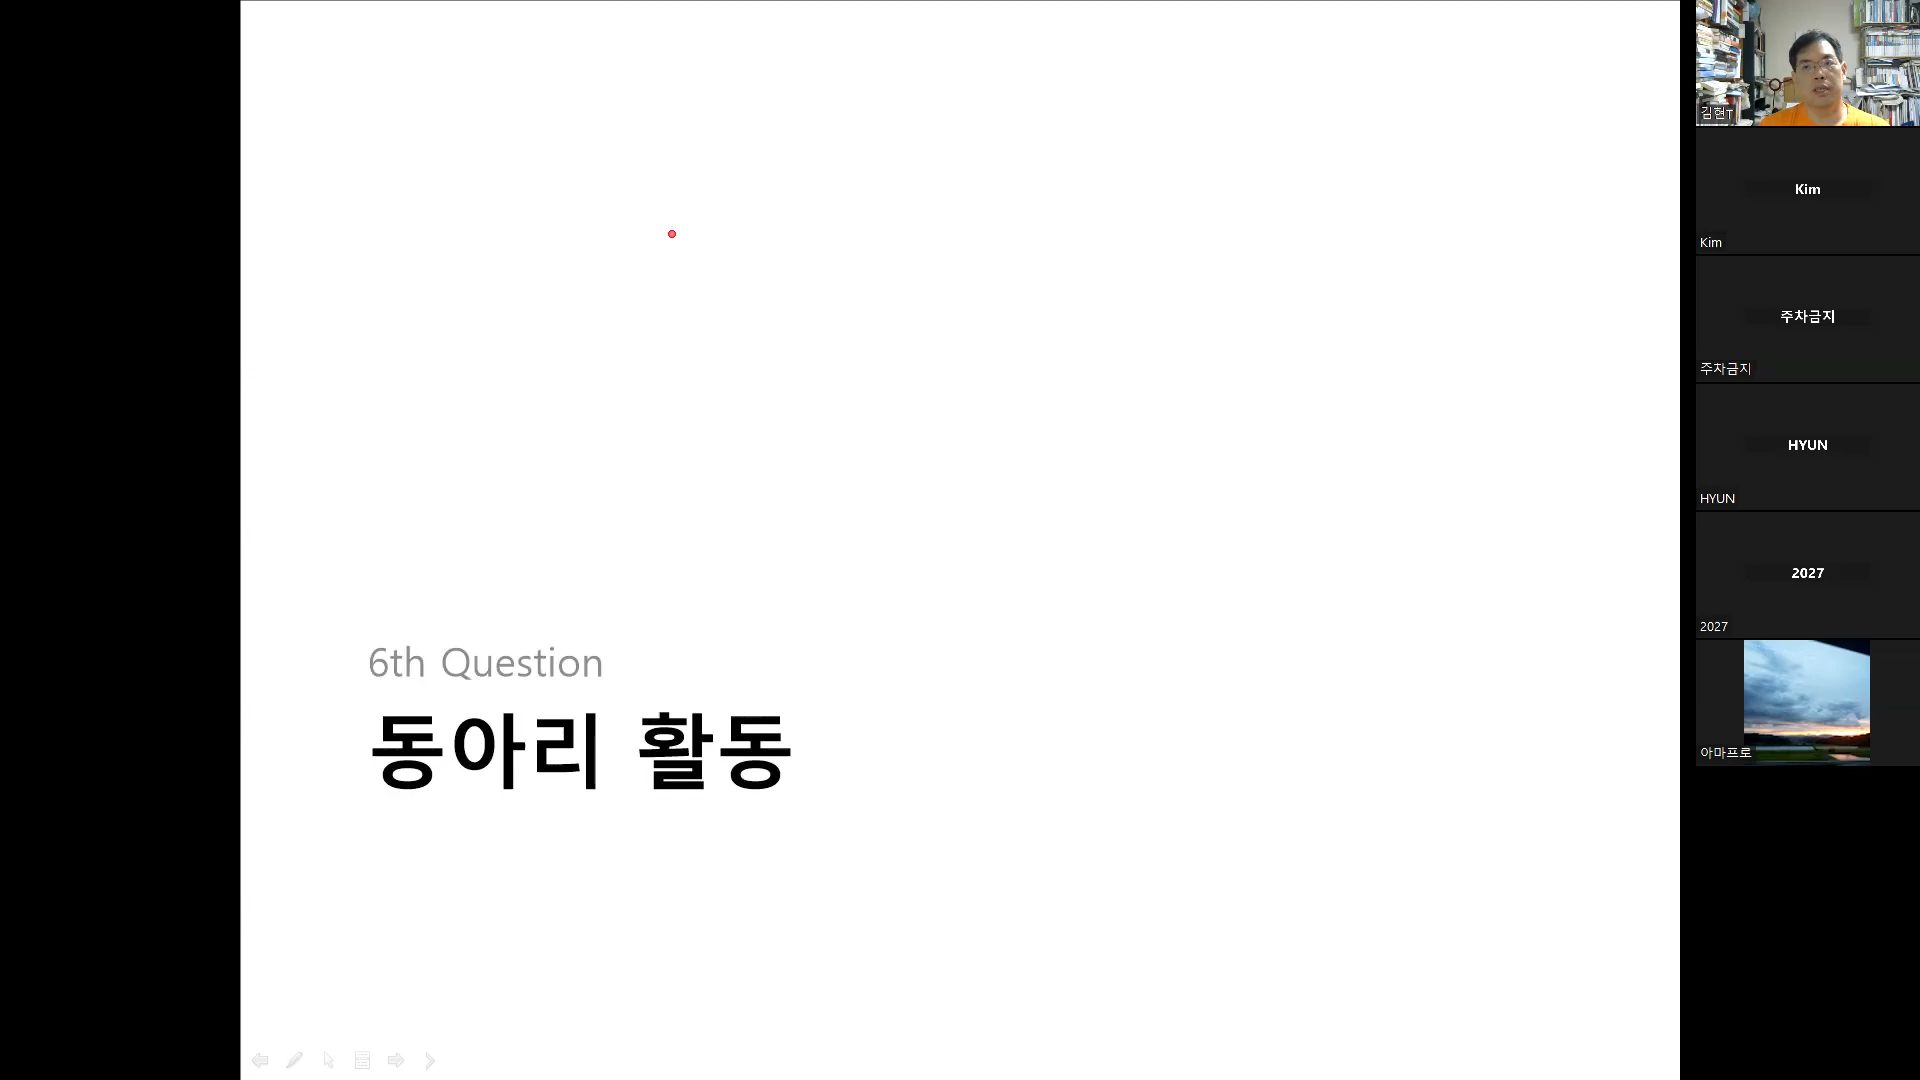 6th Question
동아리 활동
김현T
Kim
Kim
주차금지
주차금지
HYUN
HYUN
2027
2027
아마프로